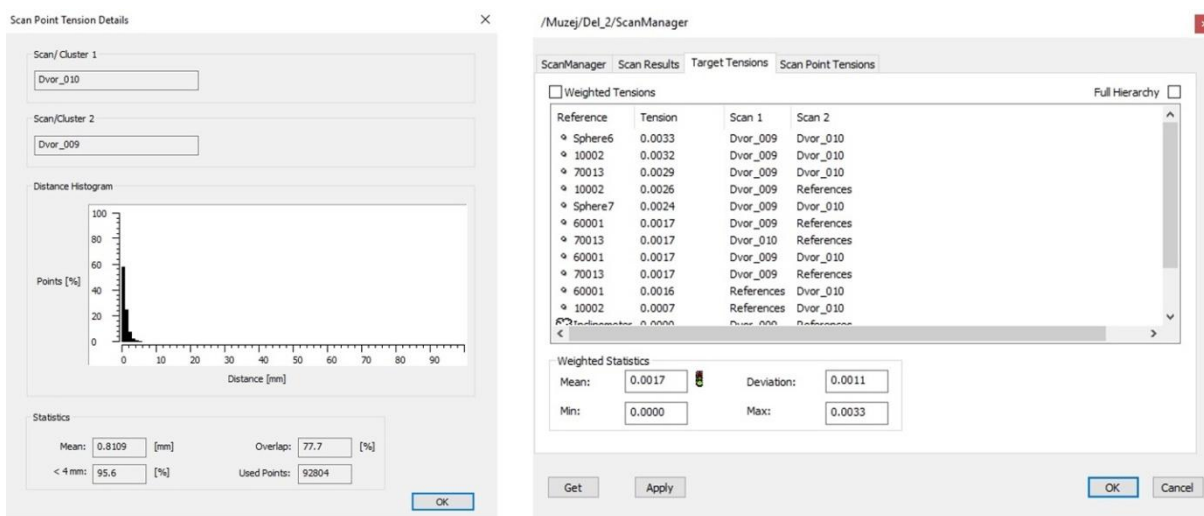 Scan Point Tension Details
Scan/ Cluster 1
Dvor_010
Scan/Cluster 2
Dvor_009
Distance Histogram
100
80
60
Points [%]
40
20
0
0 10 20 30 40 50 60 70 80 90
Distance [mm]
Statistics
Mean: 0.8109 [mm] Overlap: 77.7 [%]
< 4 mm: 95.6 [%] Used Points: 92804
OK
/Muzej/Del_2/ScanManager
ScanManager Scan Results Target Tensions Scan Point Tensions
Weighted Tensions Full Hierarchy
Reference Tension Scan 1 Scan 2
Sphere6 0.0033 Dvor_009 Dvor_010
10002 0.0032 Dvor_009 Dvor_010
70013 0.0029 Dvor_009 Dvor_010
10002 0.0026 Dvor_009 References
Sphere7 0.0024 Dvor_009 Dvor_010
60001 0.0017 Dvor_009 References
70013 0.0017 Dvor_010 References
60001 0.0017 Dvor_009 Dvor_010
70013 0.0017 Dvor_009 References
60001 0.0016 References Dvor_010
10002 0.0007 References Dvor_010
Inclinometer 0.0000 Dvor_009 References
Weighted Statistics
Mean: 0.0017 Deviation: 0.0011
Min: 0.0000 Max: 0.0033
Get Apply OK Cancel